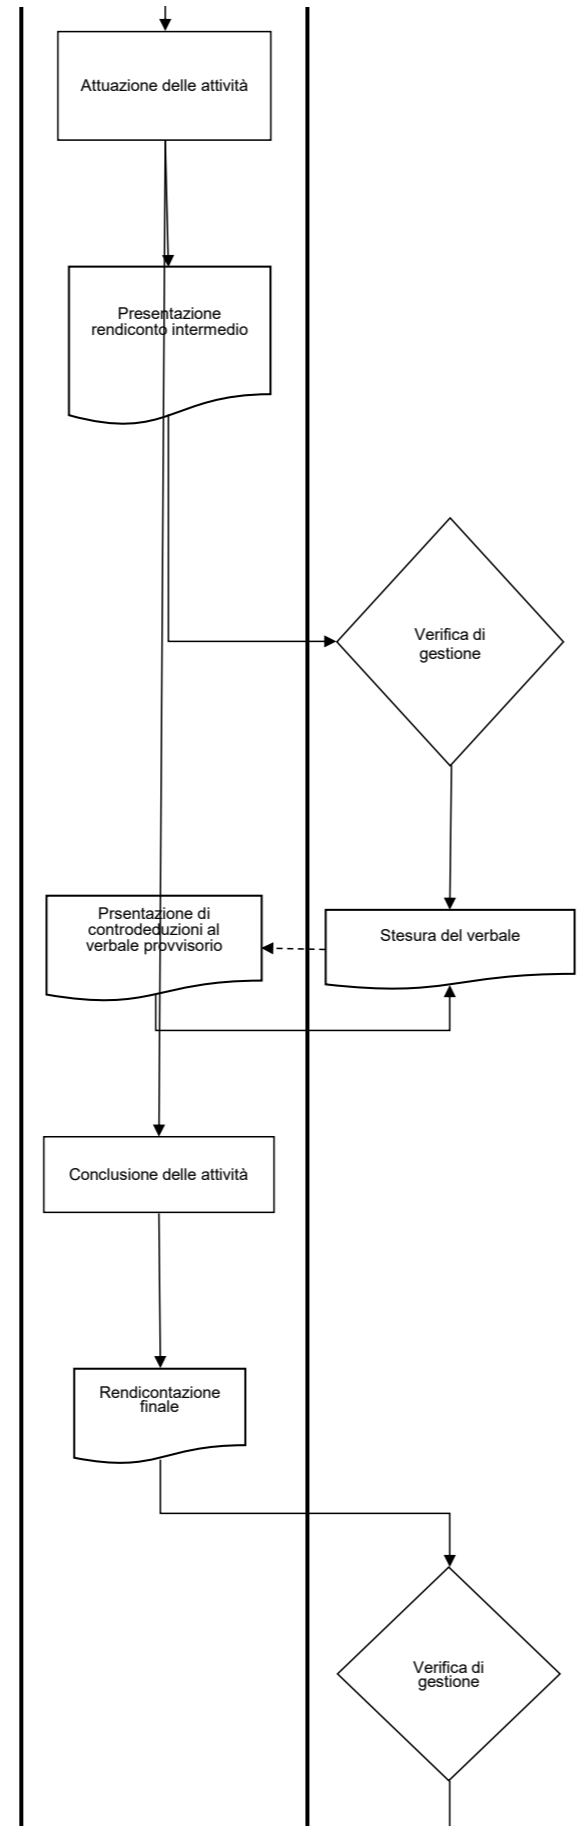 Attuazione delle attività
Presentazione
rendiconto intermedio
Verifica di
gestione
Prsentazione di
controdeduzioni al
verbale provvisorio
Stesura del verbale
Conclusione delle attività
Rendicontazione
finale
Verifica di
gestione